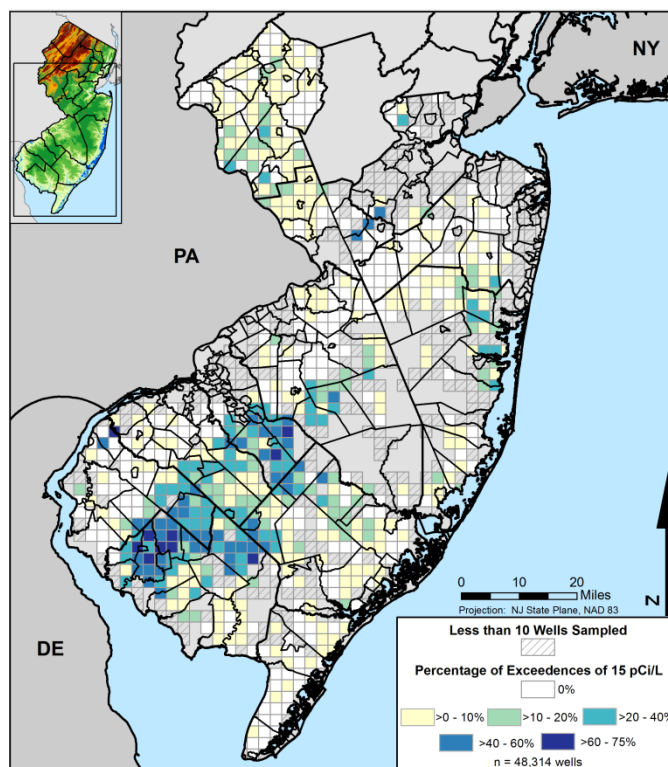 NY
PA
DE
0 10 20
Miles
Projection: NJ State Plane, NAD 83
N
Less than 10 Wells Sampled
Percentage of Exceedences of 15 pCi/L
0%
>0 - 10% >10 - 20% >20 - 40%
>40 - 60% >60 - 75%
n = 48,314 wells